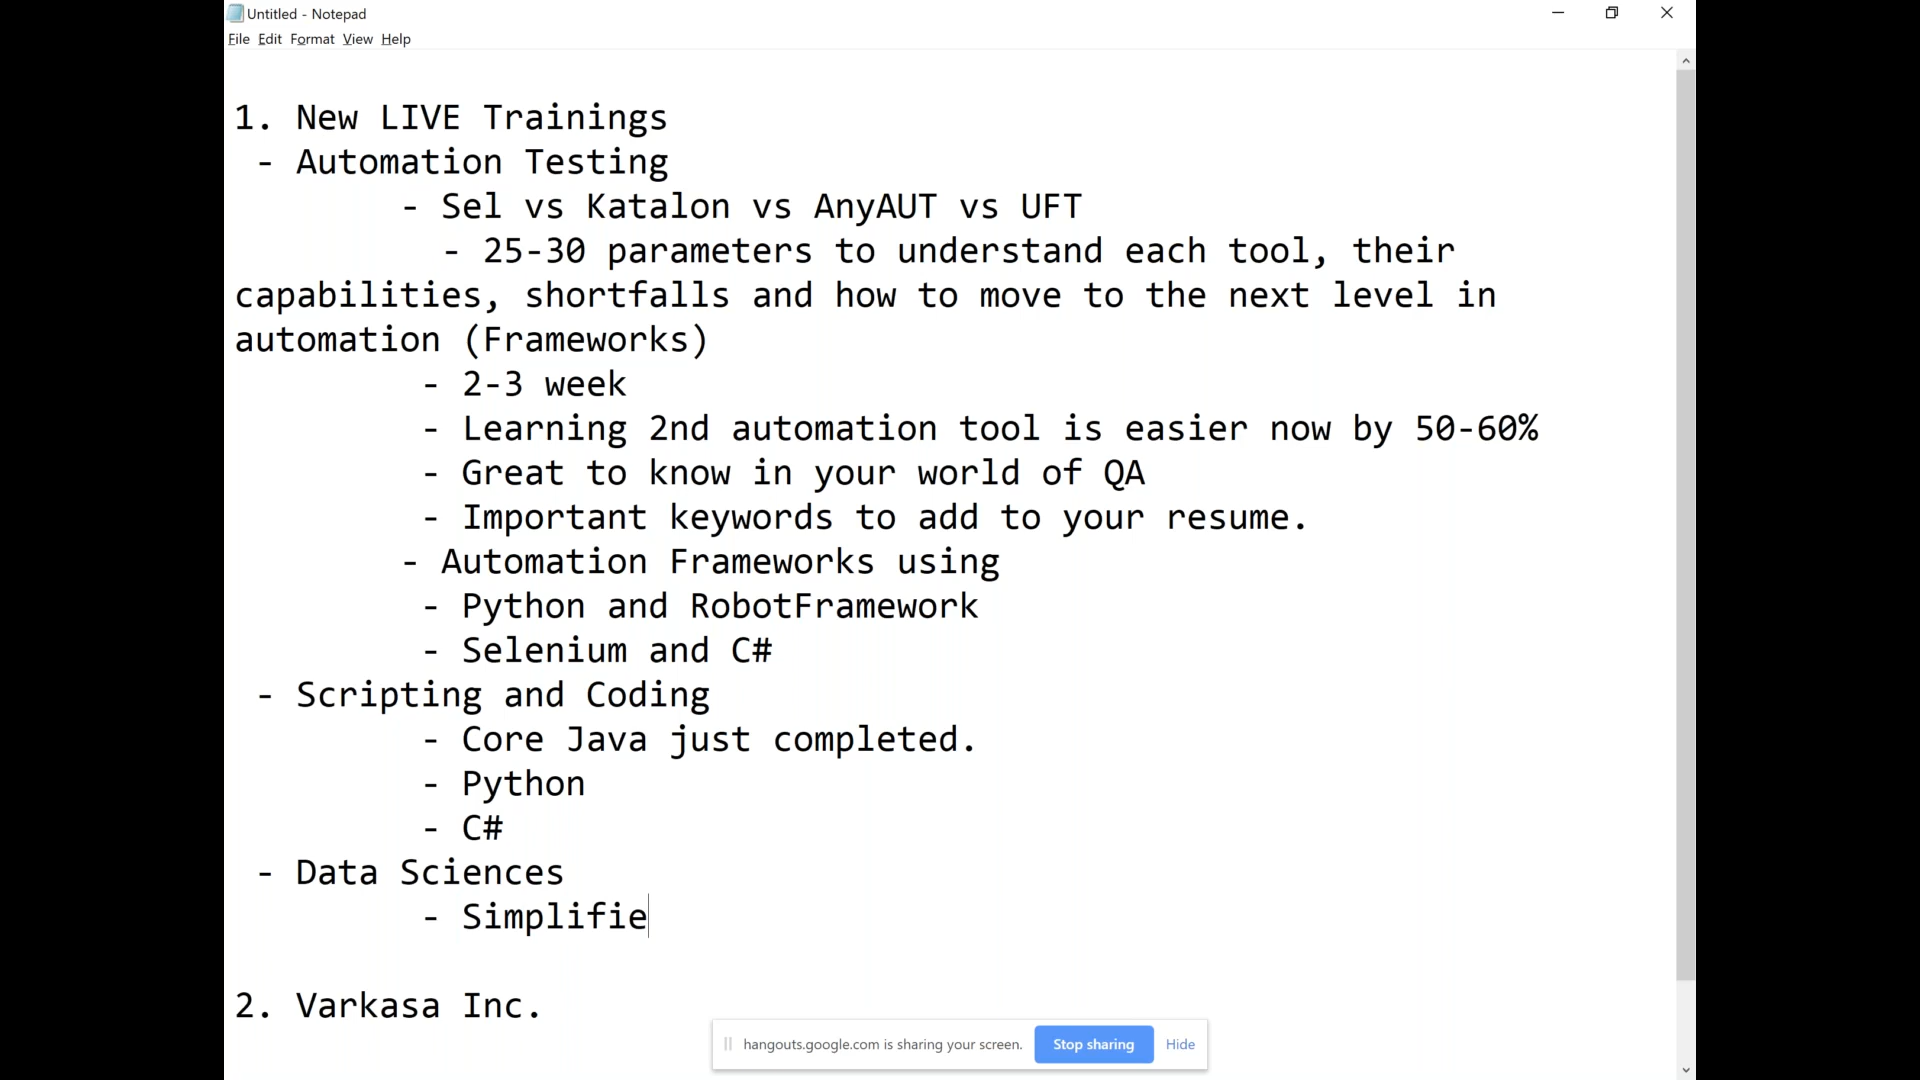 Untitled - Notepad
File Edit Format View Help
1. New LIVE Trainings
- Automation Testing
- Sel vs Katalon vs AnyAUT vs UFT
- 25-30 parameters to understand each tool, their
capabilities, shortfalls and how to move to the next level in
automation (Frameworks)
- 2-3 week
- Learning 2nd automation tool is easier now by 50-60%
- Great to know in your world of QA
- Important keywords to add to your resume.
- Automation Frameworks using
- Python and RobotFramework
- Selenium and C#
- Scripting and Coding
- Core Java just completed.
- Python
- C#
- Data Sciences
- Simplifie
2. Varkasa Inc.
hangouts.google.com is sharing your screen. Stop sharing Hide